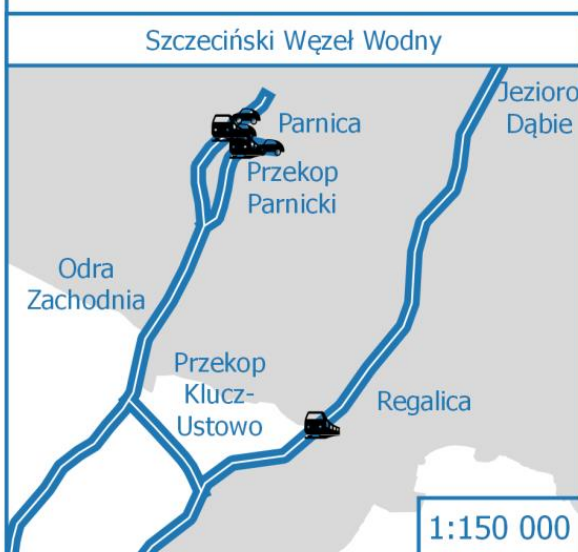 Szczeciński Węzeł Wodny
Jezioro
Dąbie
Parnica
Przekop
Parnicki
Odra
Zachodnia
Przekop
Klucz-
Ustowo
Regalica
1:150 000